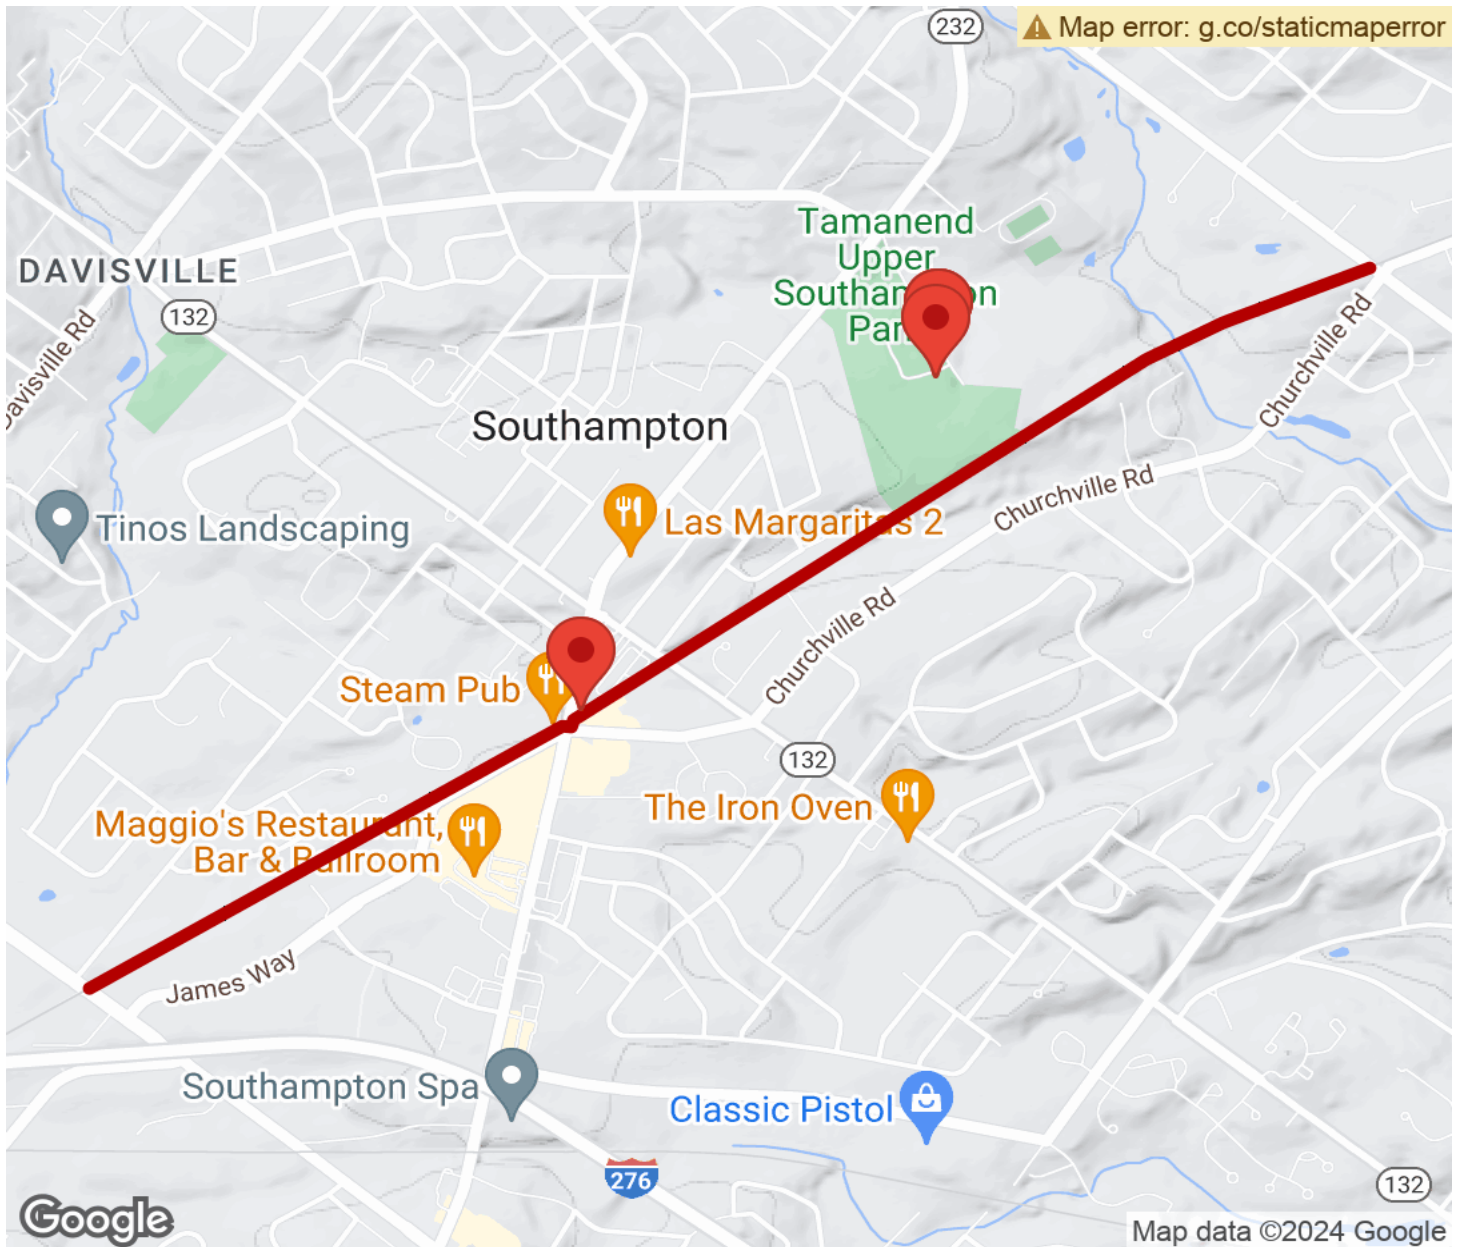 232
Map error: g.co/staticmaperror
Tamanend
Upper
Southampton
Park
DAVISVILLE
132
Davisville Rd
Churchville Rd
Southampton
Churchville Rd
Tinos Landscaping
Las Margaritas 2
Churchville Rd
Steam Pub
132
The Iron Oven
Maggio's Restaurant,
Bar & Ballroom
James Way
Southampton Spa
Classic Pistol
276
132
Google
Map data ©2024 Google